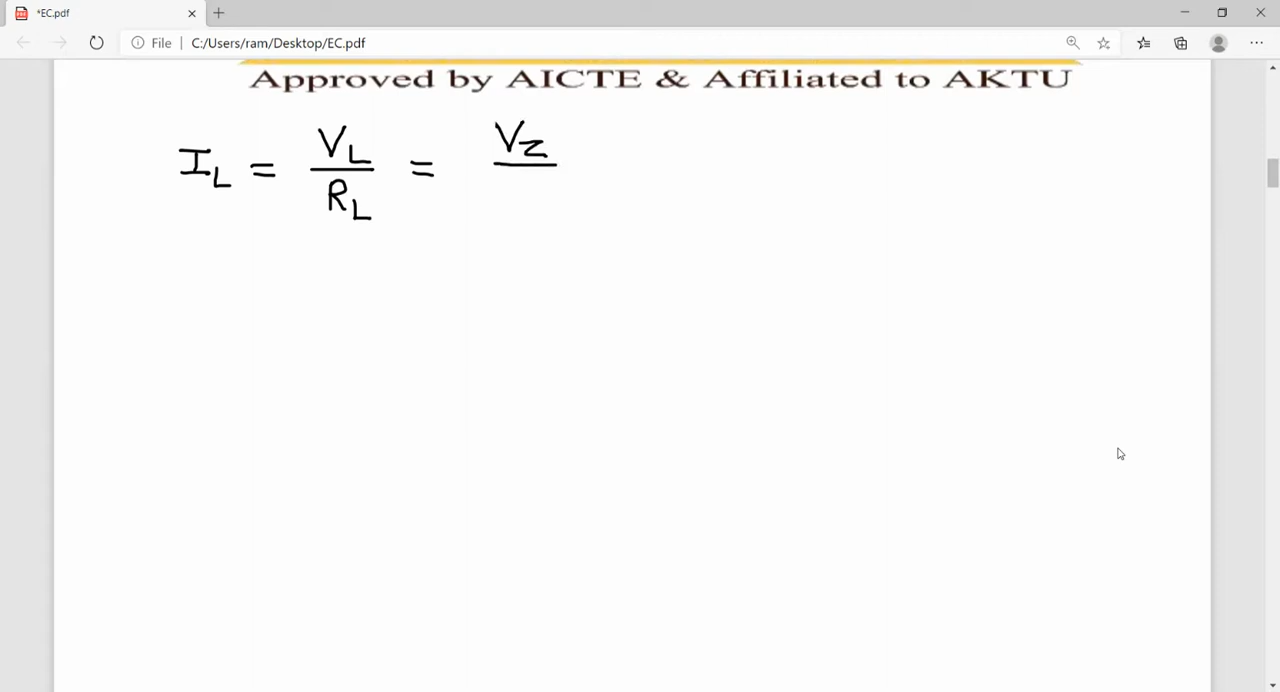 *EC.pdf
File | C:/Users/ram/Desktop/EC.pdf
Approved by AICTE & Affiliated to AKTU
I_L = V_L / R_L = V_Z /